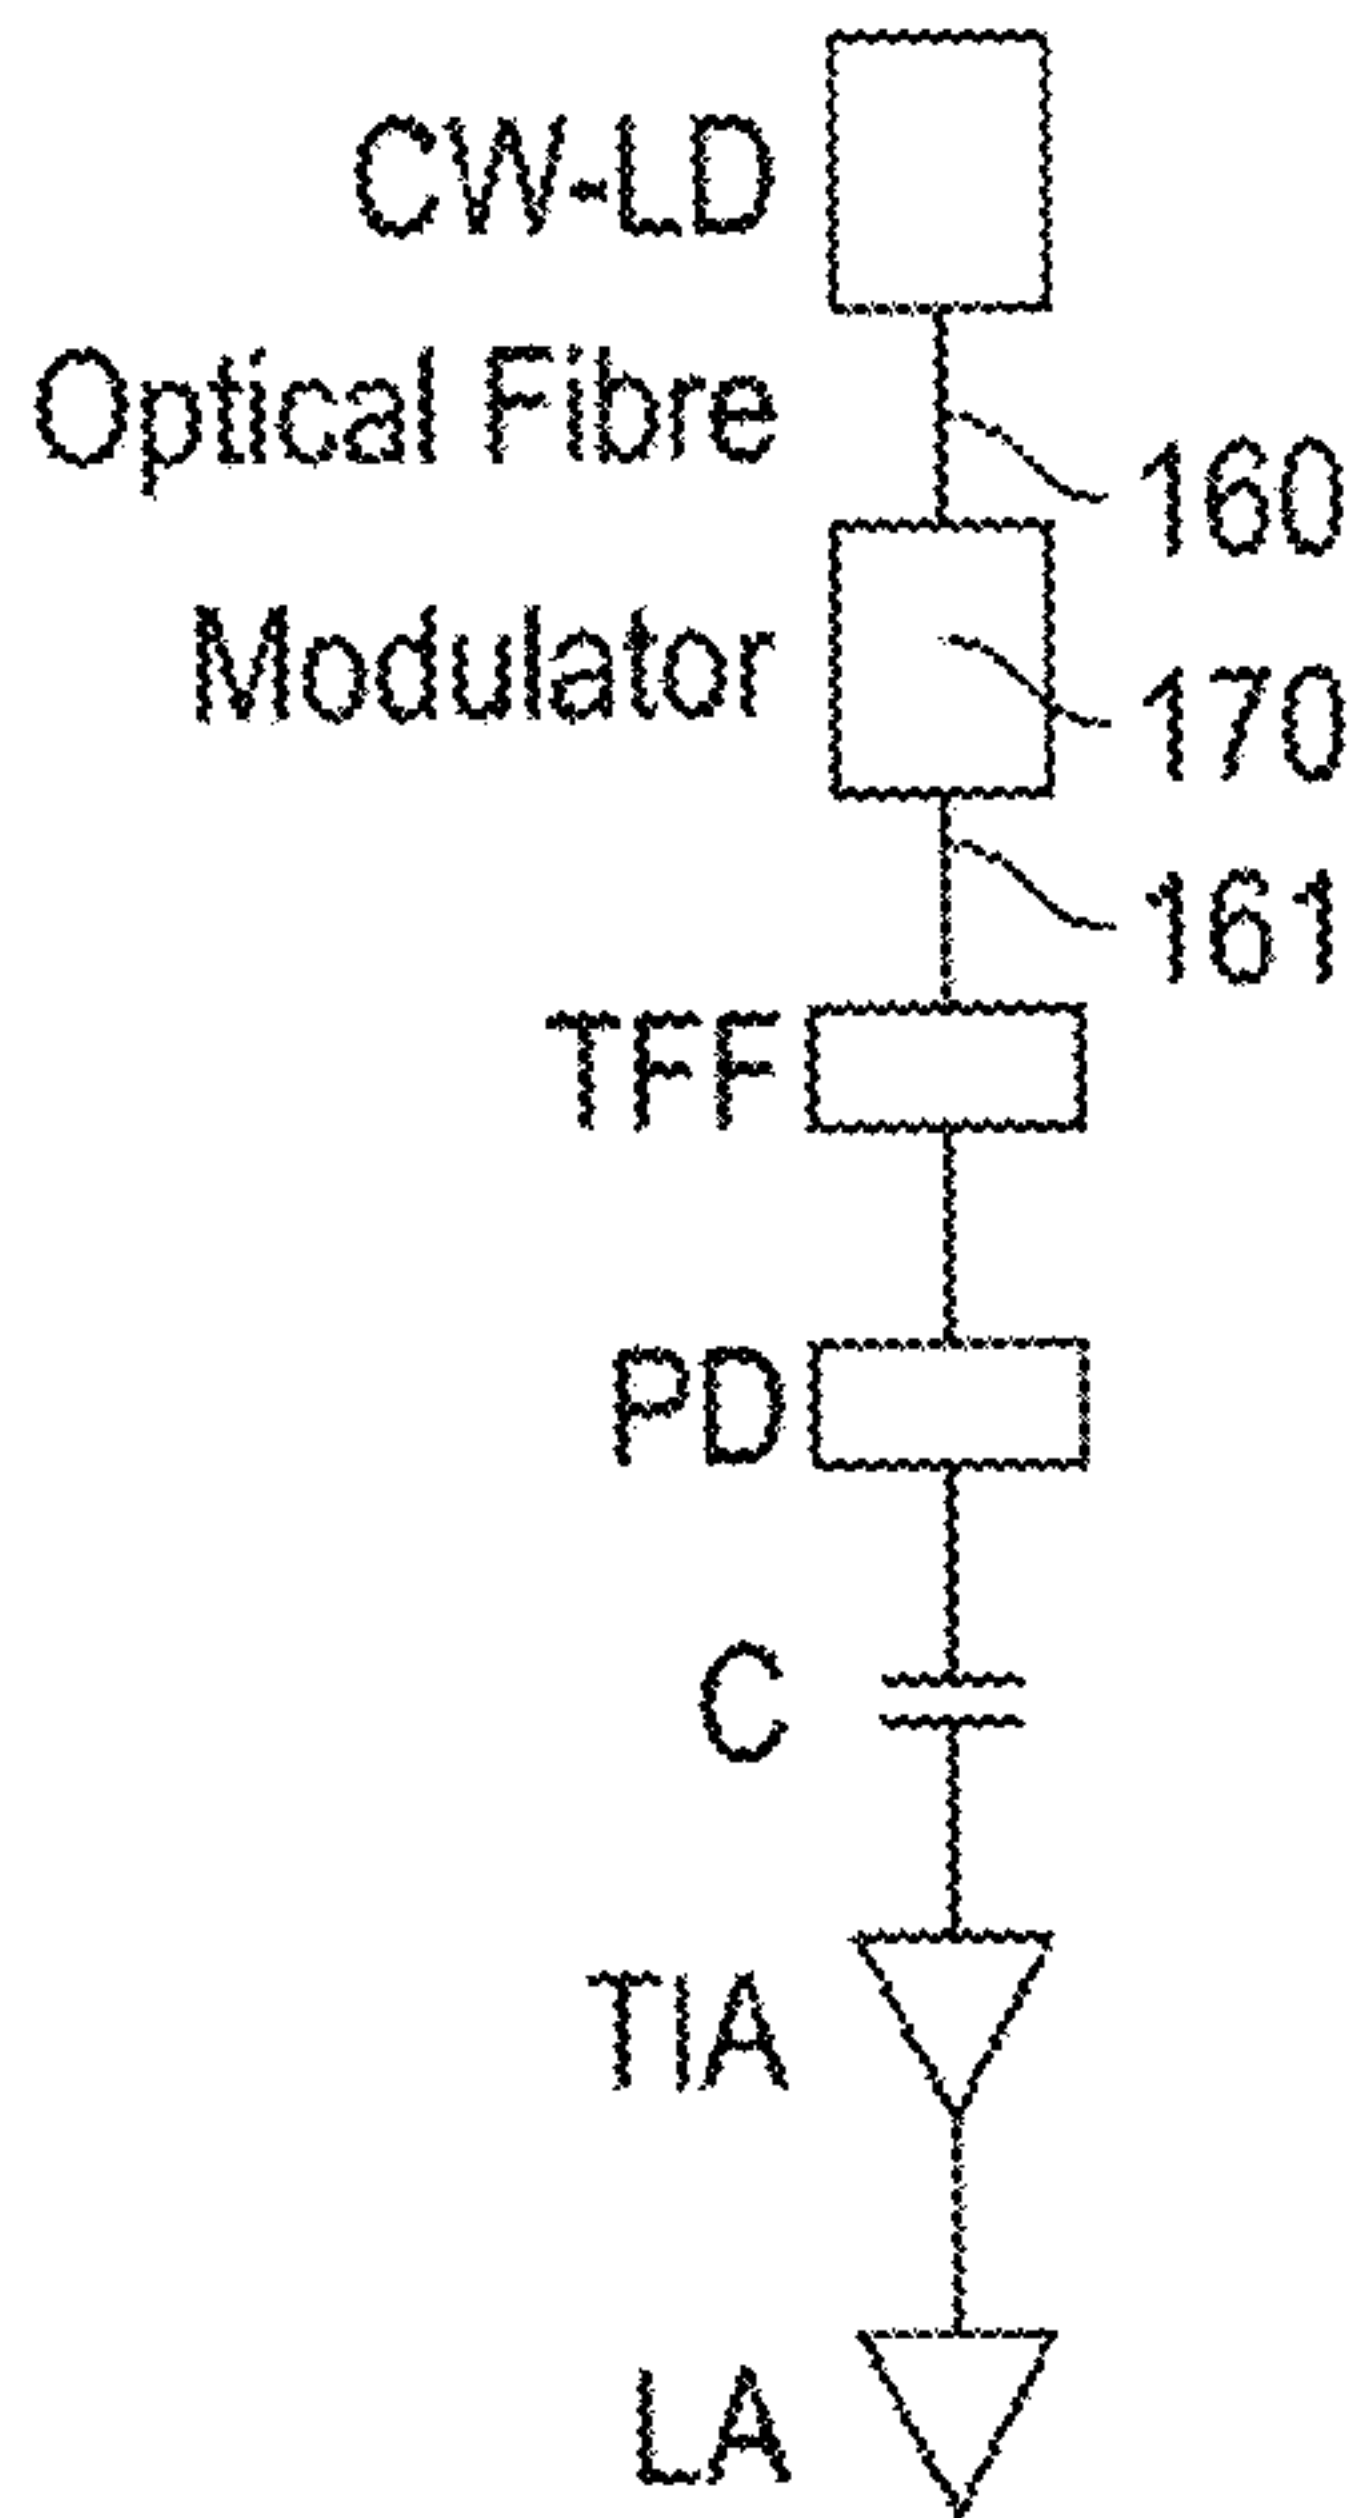 CW-LD
Optical Fibre
160
Modulator
170
161
TFF
PD
C
TIA
LA